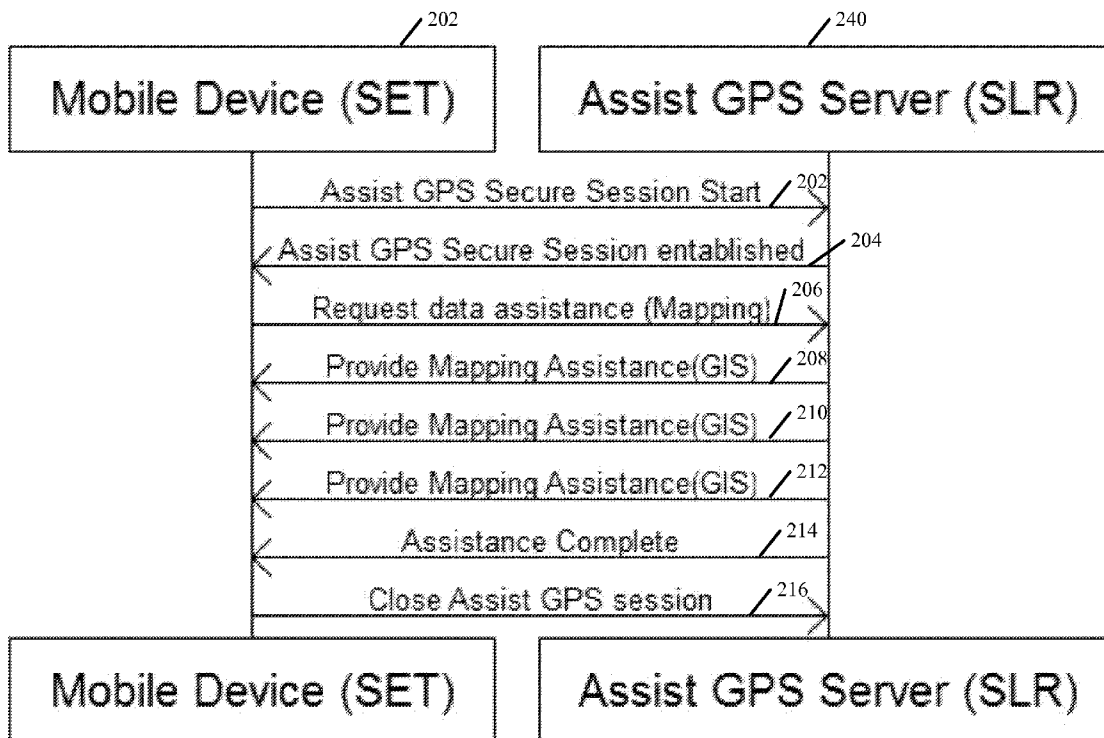 202
240
Mobile Device (SET)
Assist GPS Server (SLR)
Assist GPS Secure Session Start
202
Assist GPS Secure Session entablished
204
Request data assistance (Mapping)
206
Provide Mapping Assistance(GIS)
208
Provide Mapping Assistance(GIS)
210
Provide Mapping Assistance(GIS)
212
Assistance Complete
214
Close Assist GPS session
216
Mobile Device (SET)
Assist GPS Server (SLR)